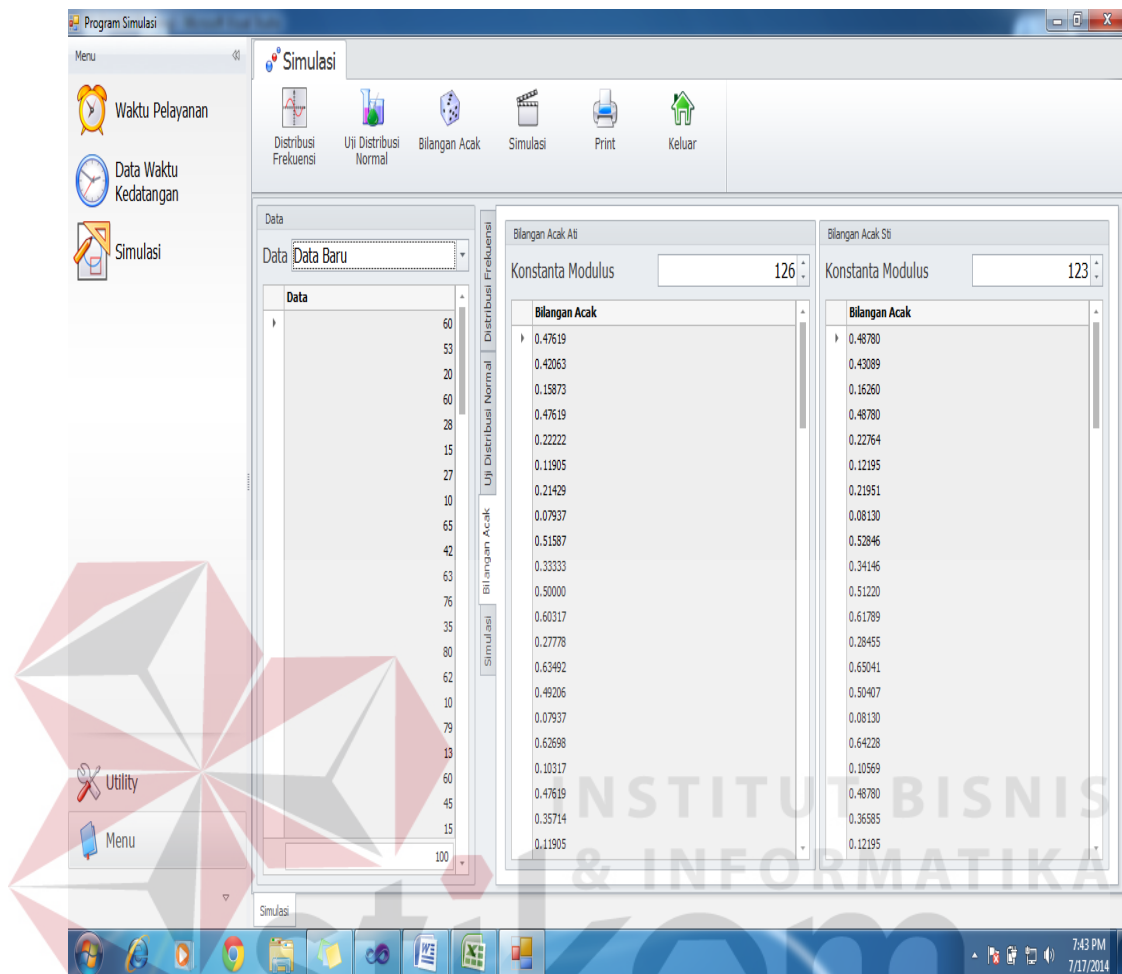 Program Simulasi
Menu
Waktu Pelayanan
Data Waktu
Kedatangan
Simulasi
Utility
Menu
Simulasi
Distribusi
Frekuensi
Uji Distribusi
Normal
Bilangan Acak
Simulasi
Print
Keluar
Data
Data
Data Baru
Data
60
53
20
60
28
15
27
10
65
42
63
76
35
80
62
10
79
13
60
45
15
100
Distribusi Frekuensi
Uji Distribusi Normal
Bilangan Acak
Simulasi
Bilangan Acak Ati
Konstanta Modulus
126
Bilangan Acak
0.47619
0.42063
0.15873
0.47619
0.22222
0.11905
0.21429
0.07937
0.51587
0.33333
0.50000
0.60317
0.27778
0.63492
0.49206
0.07937
0.62698
0.10317
0.47619
0.35714
0.11905
Bilangan Acak Sti
Konstanta Modulus
123
Bilangan Acak
0.48780
0.43089
0.16260
0.48780
0.22764
0.12195
0.21951
0.08130
0.52846
0.34146
0.51220
0.61789
0.28455
0.65041
0.50407
0.08130
0.64228
0.10569
0.48780
0.36585
0.12195
INSTITUT BISNIS
& INFORMATIKA
Simulasi
stikom
7:43 PM
7/17/2014